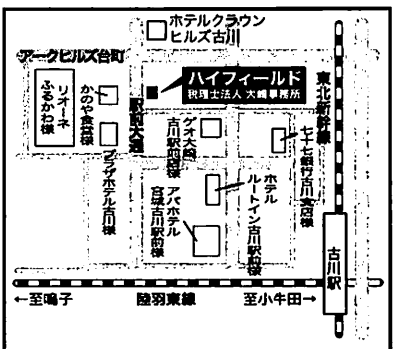 ホテルクラウン
ヒルズ古川
アークヒルズ台町
ハイフィールド
税理士法人 大崎事務所
リオーネ
ふるかわ様
かのや食堂様
プラザホテル古川様
駅前大通
ゲオ大崎
古川駅前店様
アパホテル
宮城古川駅前様
ホテル
ルートイン古川駅前様
七十七銀行古川支店様
東北新幹線
古川駅
←至鳴子
陸羽東線
至小牛田→